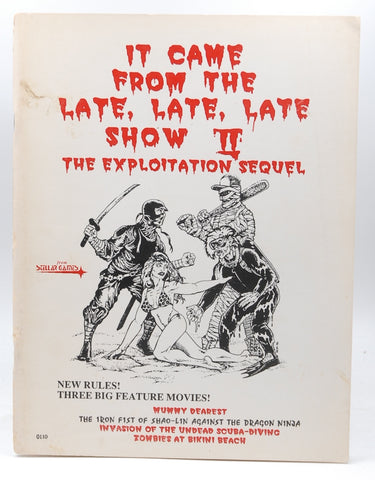 IT CAME
FROM THE
LATE, LATE, LATE
SHOW II
THE EXPLOITATION SEQUEL
from
STELLAR GAMES
NEW RULES!
THREE BIG FEATURE MOVIES!
MUMMY DEAREST
THE IRON FIST OF SHAO-LIN AGAINST THE DRAGON NINJA
INVASION OF THE UNDEAD SCUBA-DIVING
ZOMBIES AT BIKINI BEACH
0110